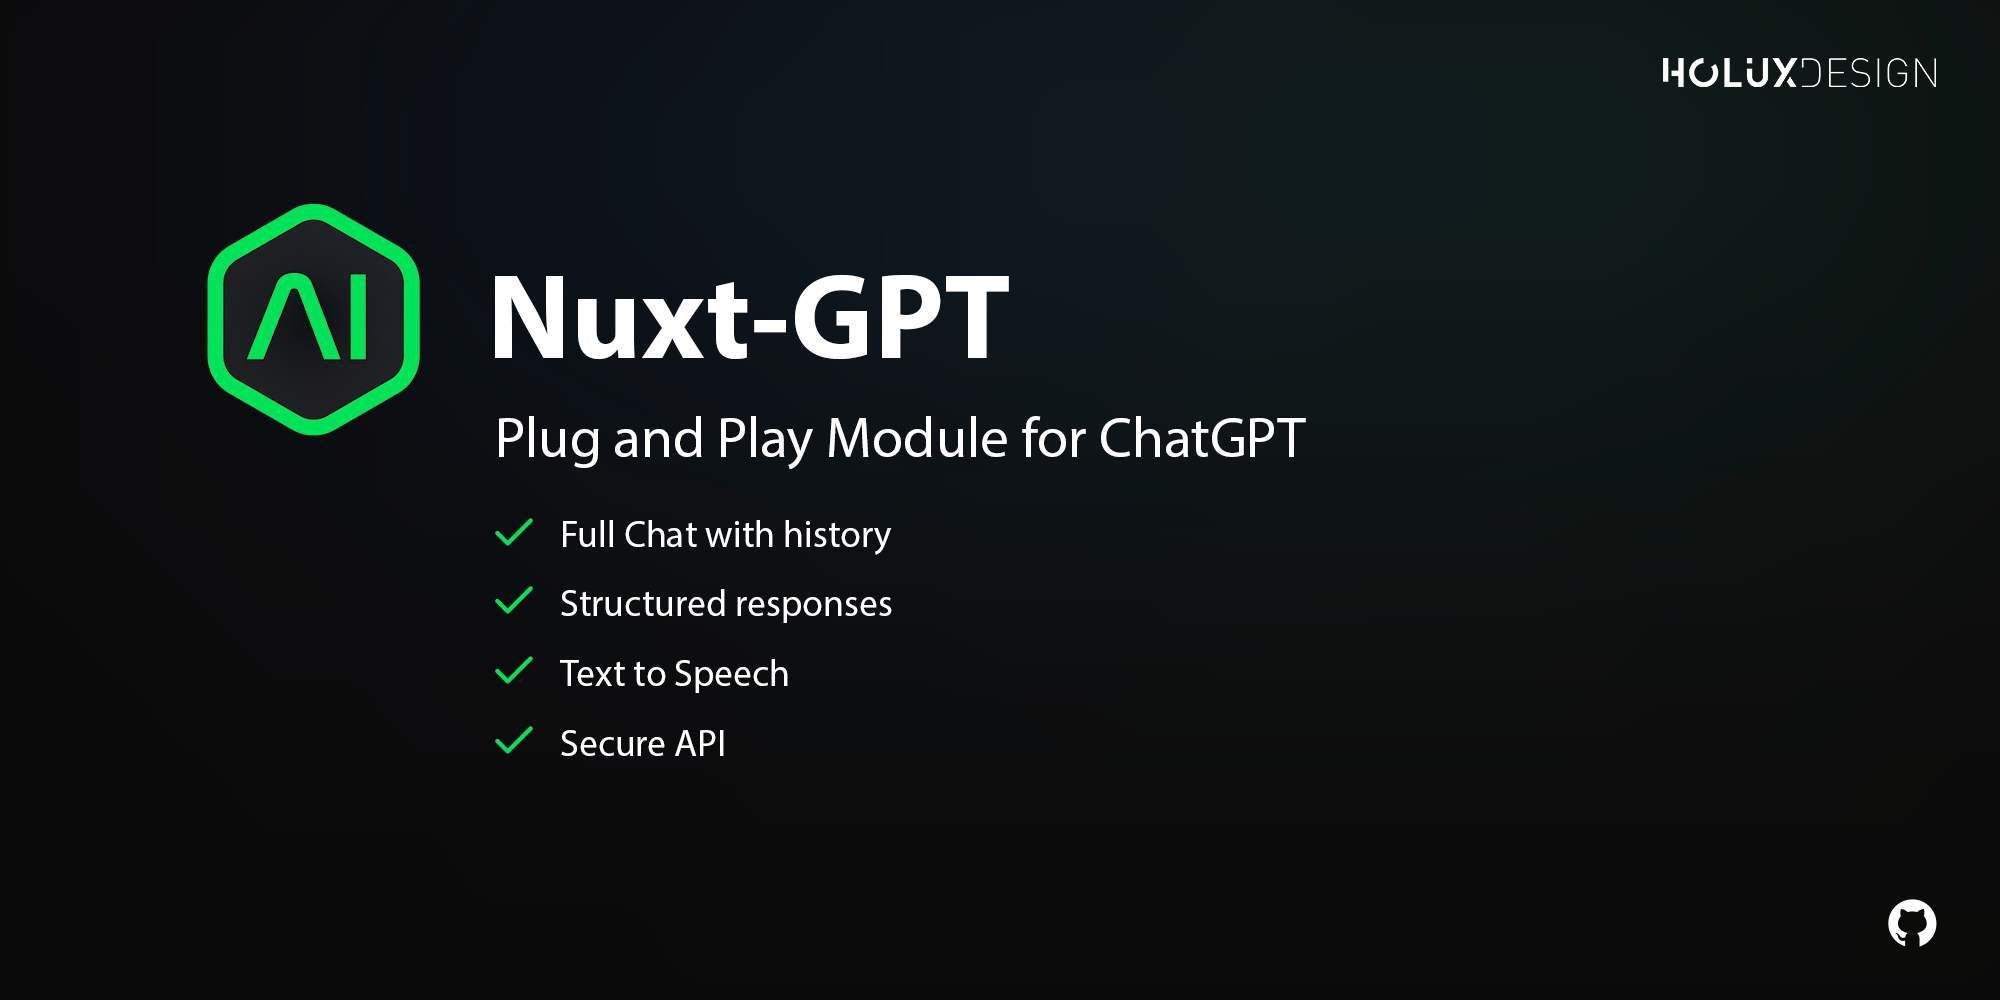 HOLUXDESIGN
AI
Nuxt-GPT
Plug and Play Module for ChatGPT
Full Chat with history
Structured responses
Text to Speech
Secure API